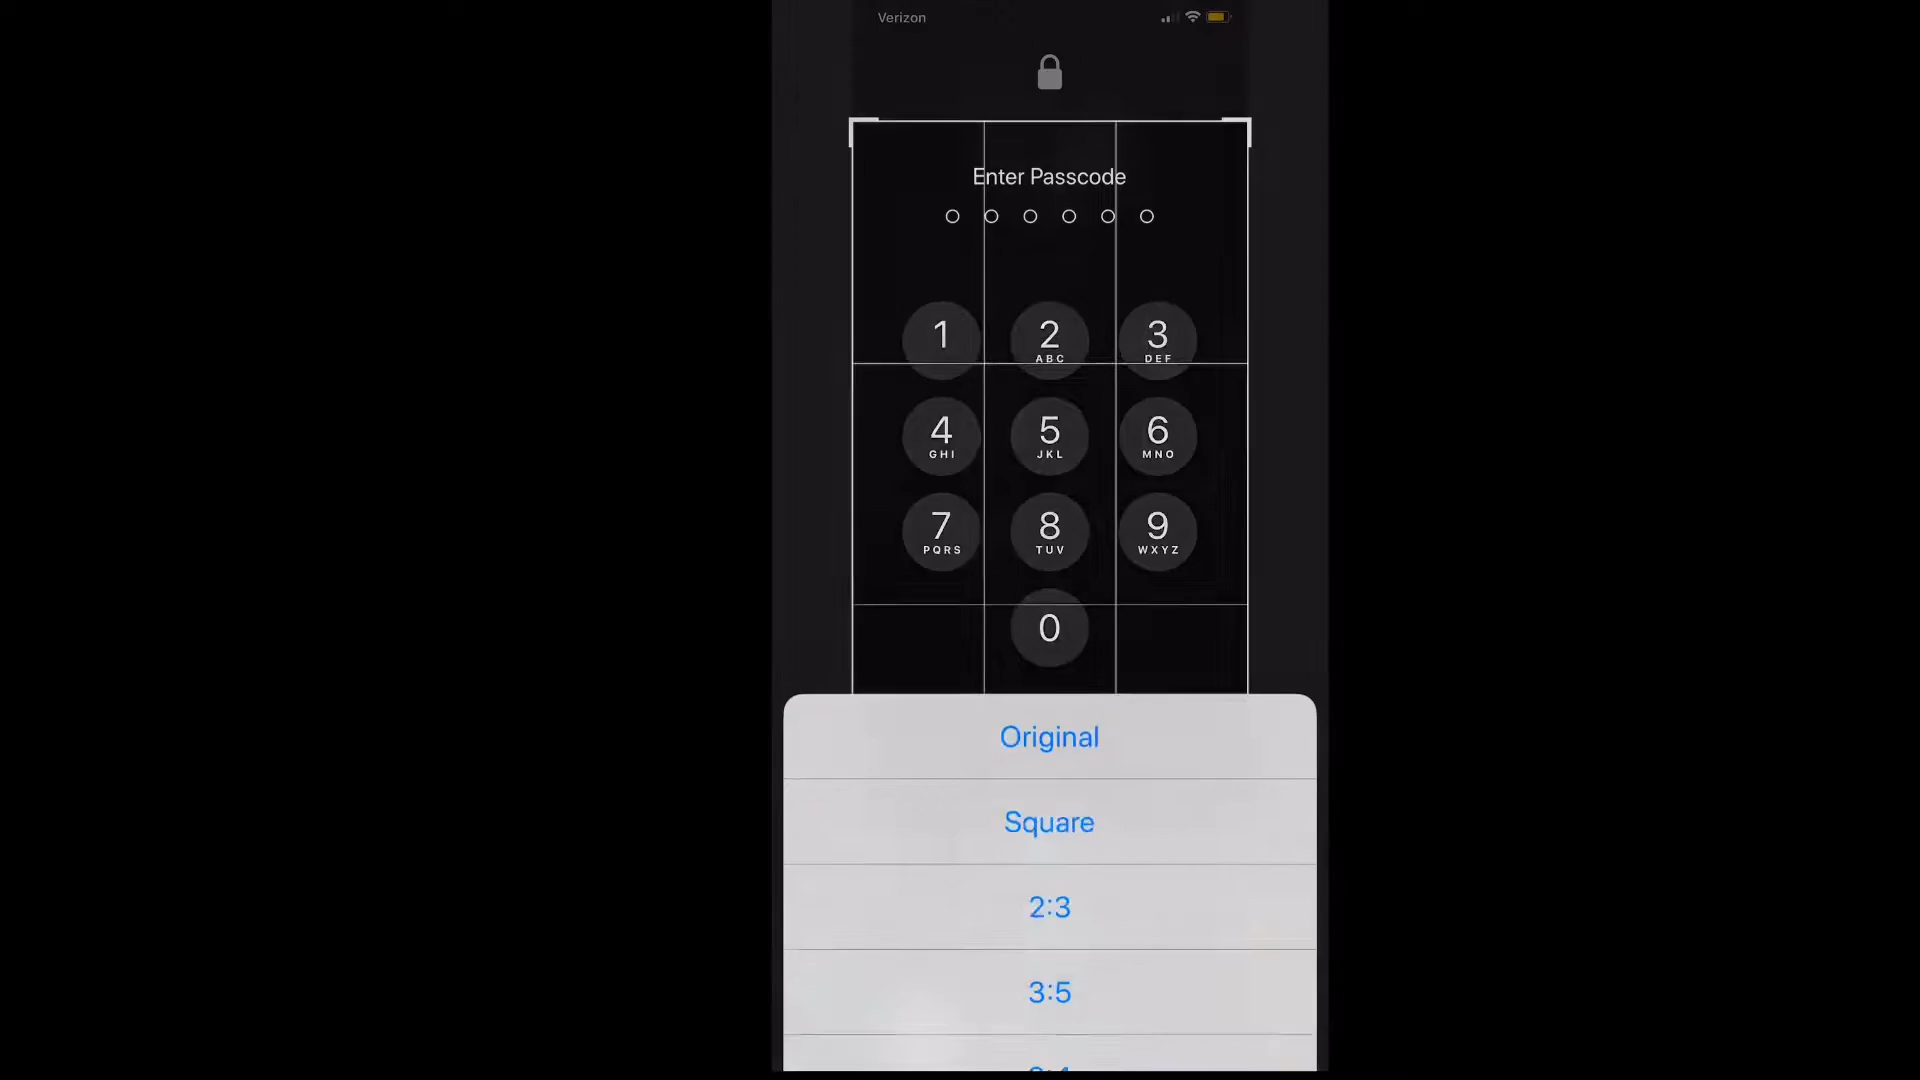 Verizon
Enter Passcode
1 2 3
ABC DEF
4 5 6
GHI JKL MNO
7 8 9
PQRS TUV WXYZ
0
Original
Square
2:3
3:5